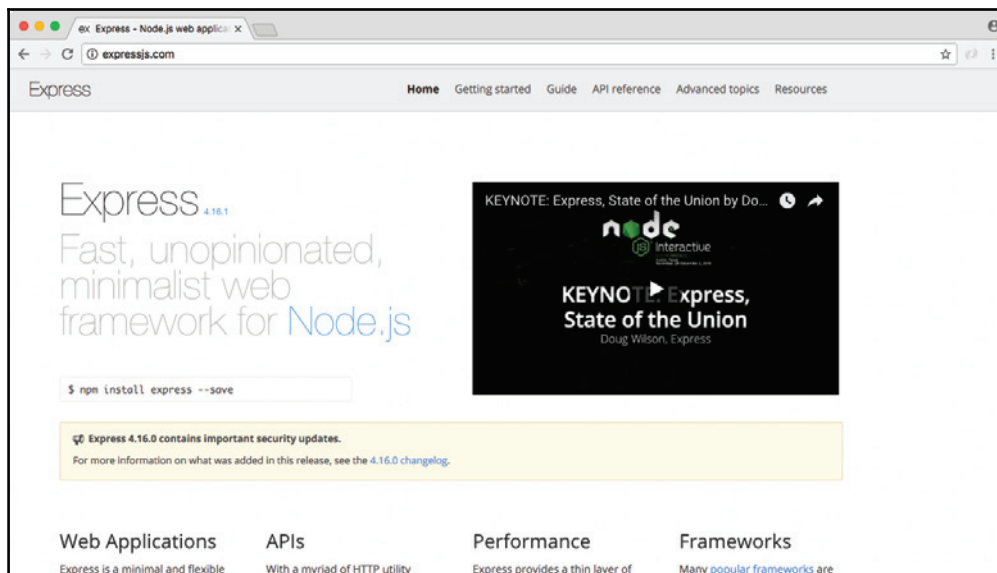 ex Express - Node.js web applica x
expressjs.com
Express
Home Getting started Guide API reference Advanced topics Resources
Express 4.16.1
Fast, unopinionated,
minimalist web
framework for Node.js
KEYNOTE: Express, State of the Union by Do...
node
JS interactive
KEYNOTE: Express,
State of the Union
Doug Wilson, Express
$ npm install express --save
Express 4.16.0 contains important security updates.
For more information on what was added in this release, see the 4.16.0 changelog.
Web Applications APIs Performance Frameworks
Express is a minimal and flexible With a myriad of HTTP utility Express provides a thin layer of Many popular frameworks are